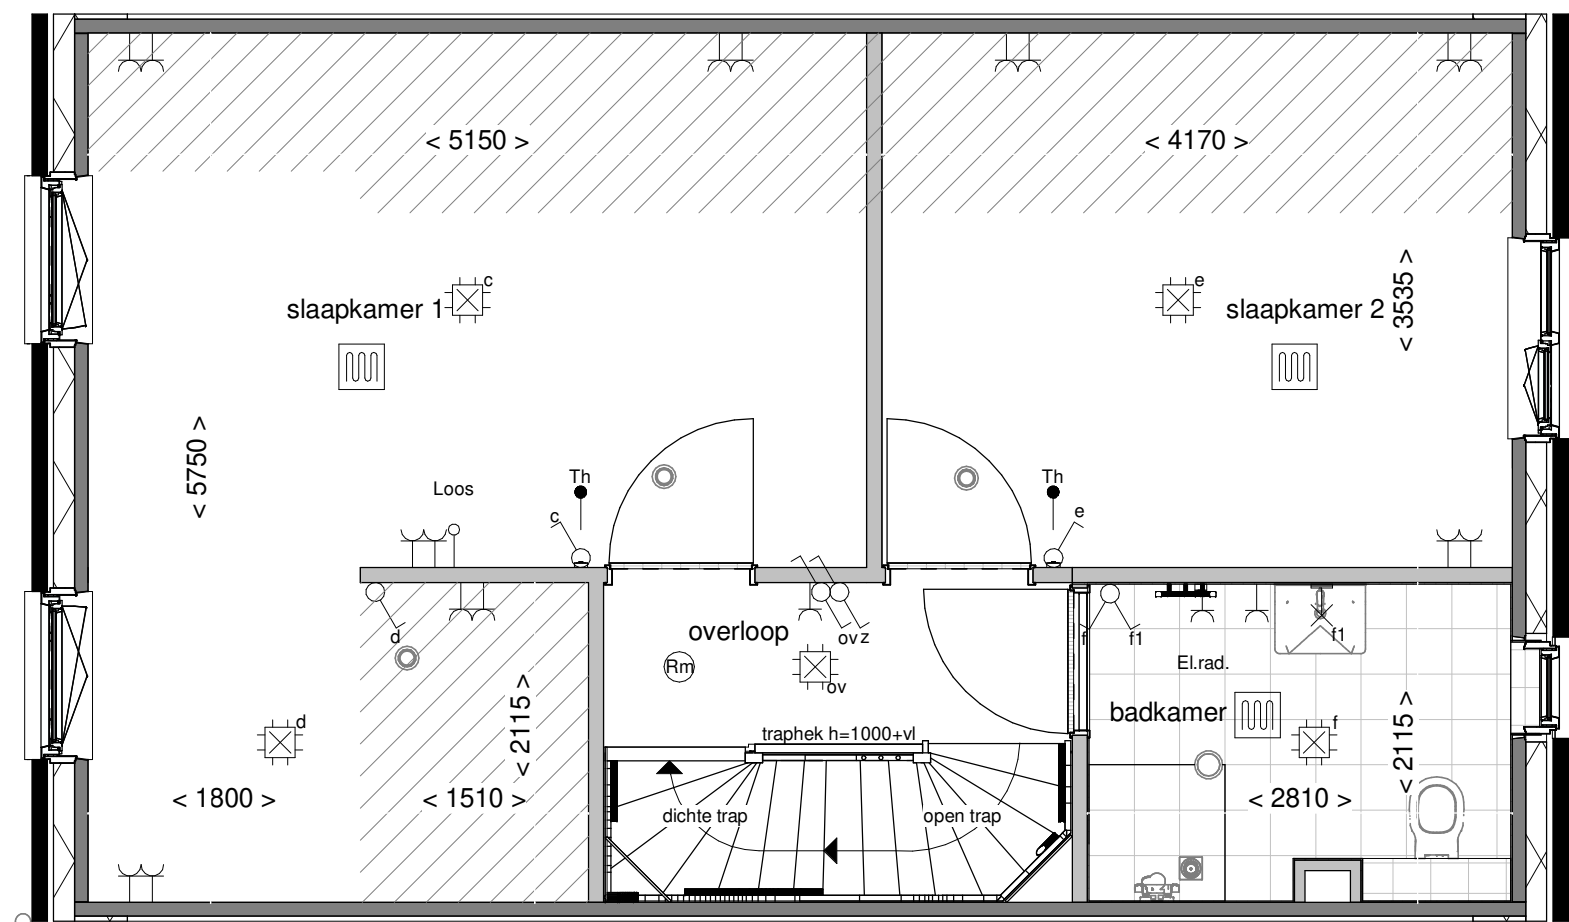 < 5150 >
< 4170 >
c
slaapkamer 1
e
slaapkamer 2
< 3535 >
< 5750 >
Loos
Th
c
Th
e
d
overloop
ov z
Rm
ov
f
f1
f1
El.rad.
badkamer
f
d
< 2115 >
traphek h=1000+vl
< 2115 >
< 1800 >
< 1510 >
dichte trap
open trap
< 2810 >